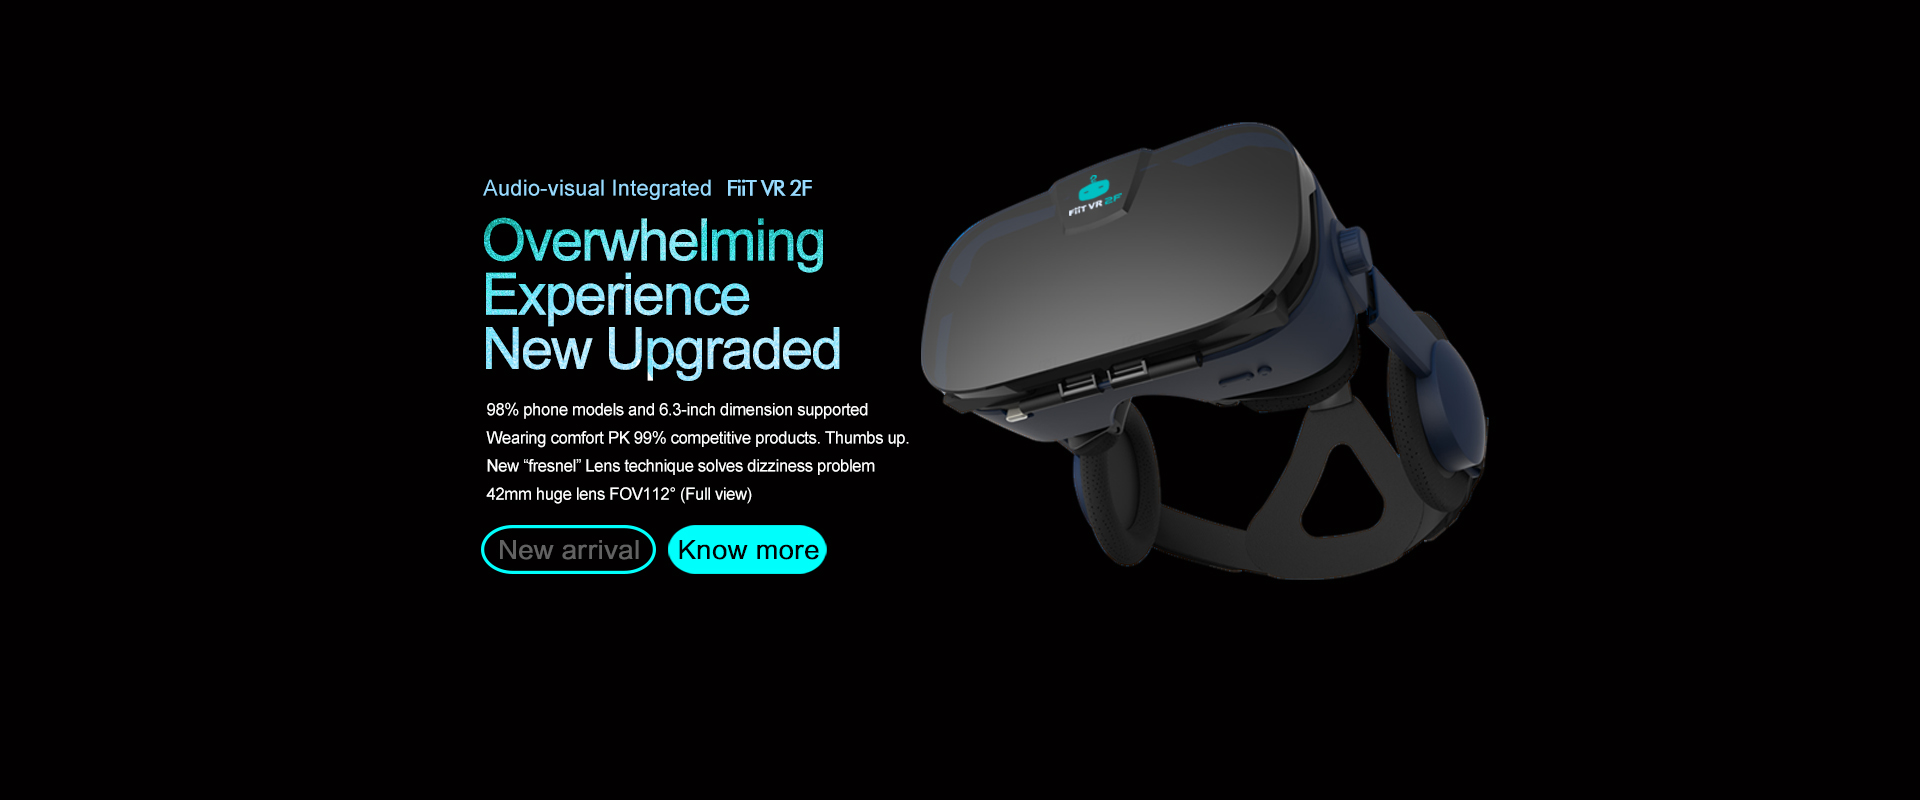 Audio-visual Integrated FiiT VR 2F
Overwhelming
Experience
New Upgraded
98% phone models and 6.3-inch dimension supported
Wearing comfort PK 99% competitive products. Thumbs up.
New “fresnel” Lens technique solves dizziness problem
42mm huge lens FOV112° (Full view)
New arrival
Know more
FiiT VR 2F